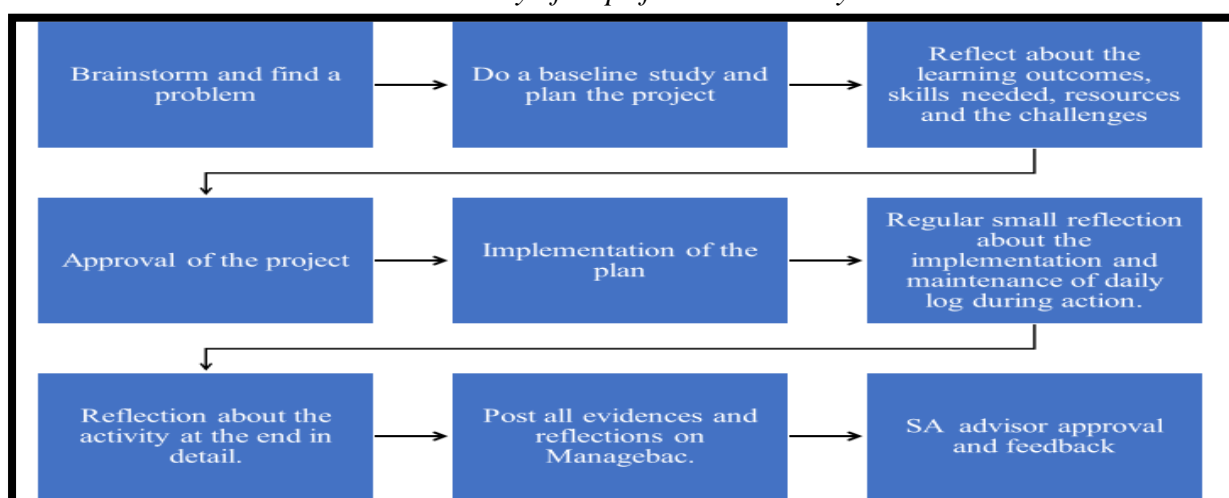 Brainstorm and find a
problem
Do a baseline study and
plan the project
Reflect about the
learning outcomes,
skills needed, resources
and the challenges
Approval of the project
Implementation of the
plan
Regular small reflection
about the
implementation and
maintenance of daily
log during action.
Reflection about the
activity at the end in
detail.
Post all evidences and
reflections on
Managebac.
SA advisor approval
and feedback